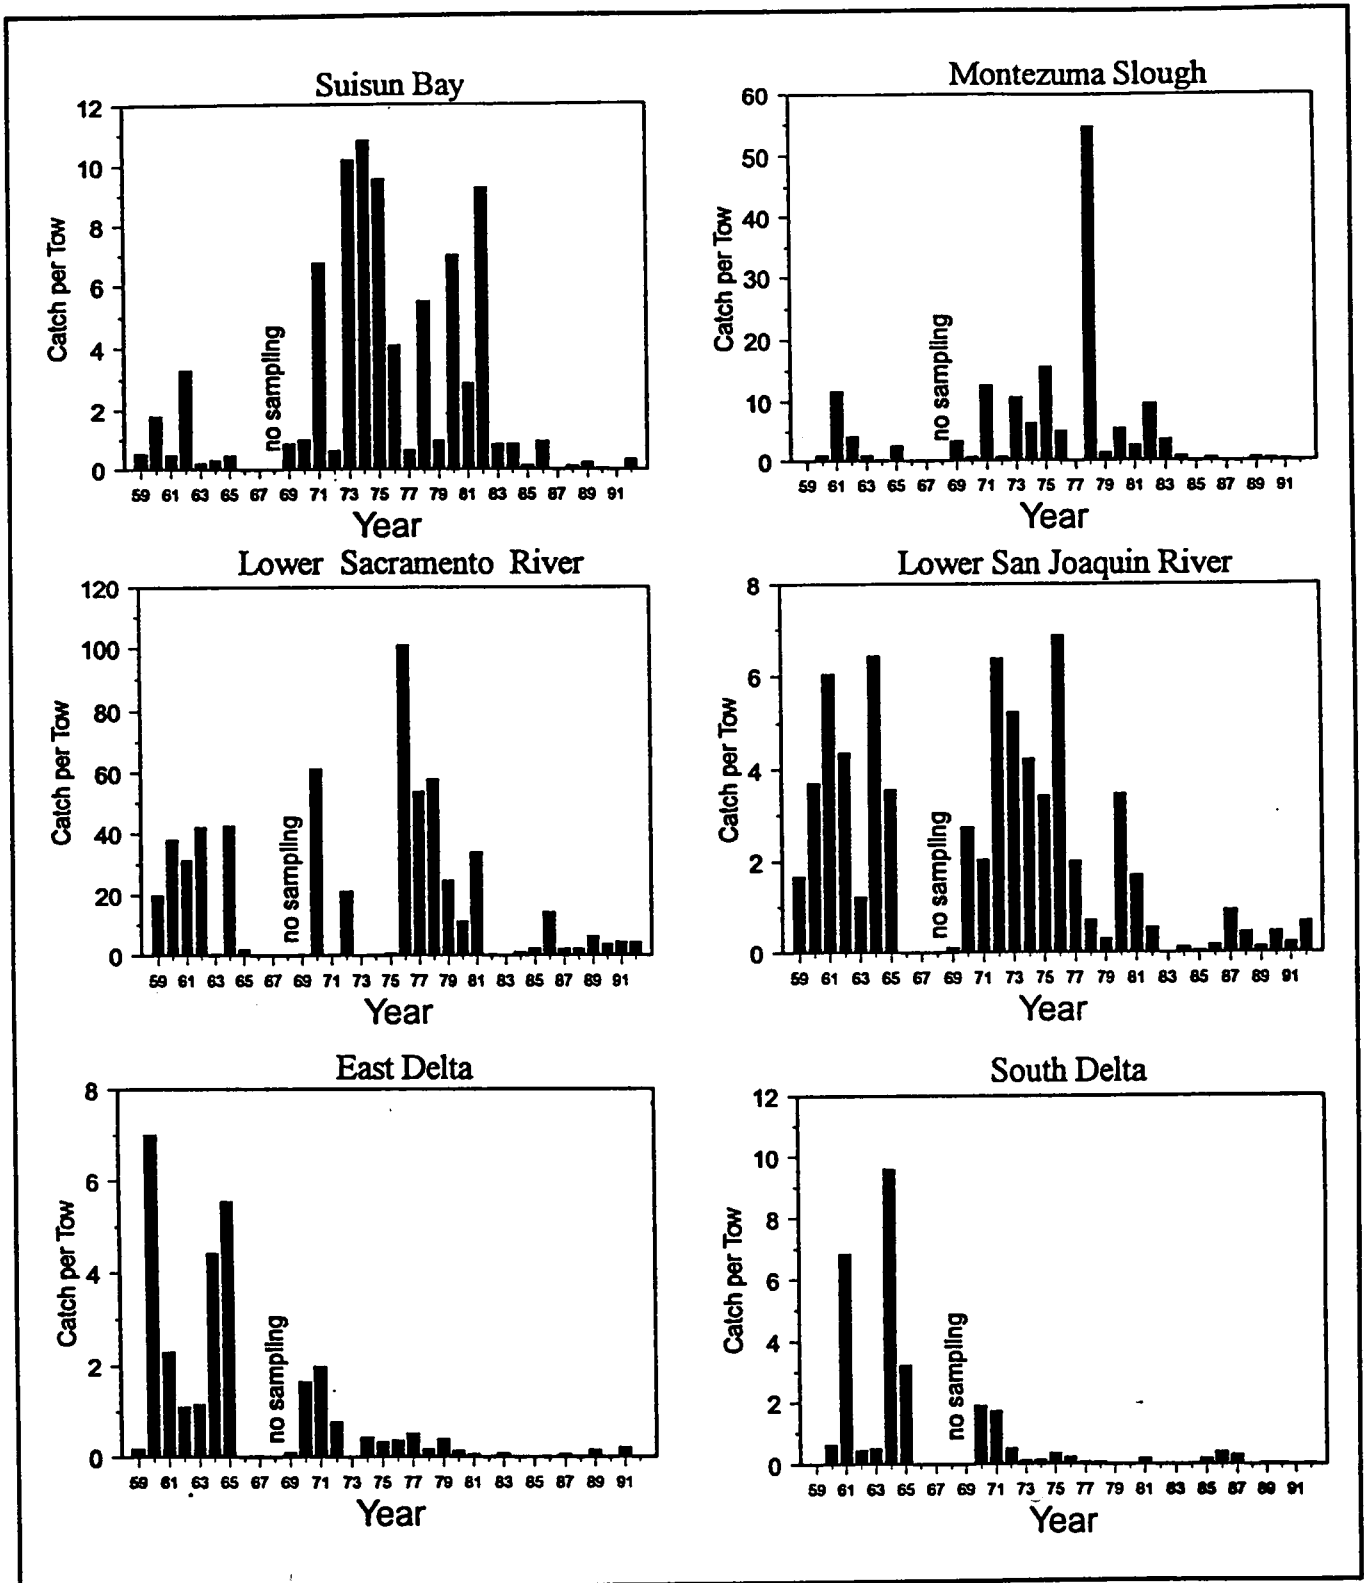 Suisun Bay
12
10
8
6
4
2
0
Catch per Tow
no sampling
59 61 63 65 67 69 71 73 75 77 79 81 83 85 87 89 91
Year
Montezuma Slough
60
50
40
30
20
10
0
Catch per Tow
no sampling
59 61 63 65 67 69 71 73 75 77 79 81 83 85 87 89 91
Year
Lower Sacramento River
120
100
80
60
40
20
0
Catch per Tow
no sampling
59 61 63 65 67 69 71 73 75 77 79 81 83 85 87 89 91
Year
Lower San Joaquin River
8
6
4
2
0
Catch per Tow
no sampling
59 61 63 65 67 69 71 73 75 77 79 81 83 85 87 89 91
Year
East Delta
8
6
4
2
0
Catch per Tow
no sampling
59 61 63 65 67 69 71 73 75 77 79 81 83 85 87 89 91
Year
South Delta
12
10
8
6
4
2
0
Catch per Tow
no sampling
59 61 63 65 67 69 71 73 75 77 79 81 83 85 87 89 91
Year